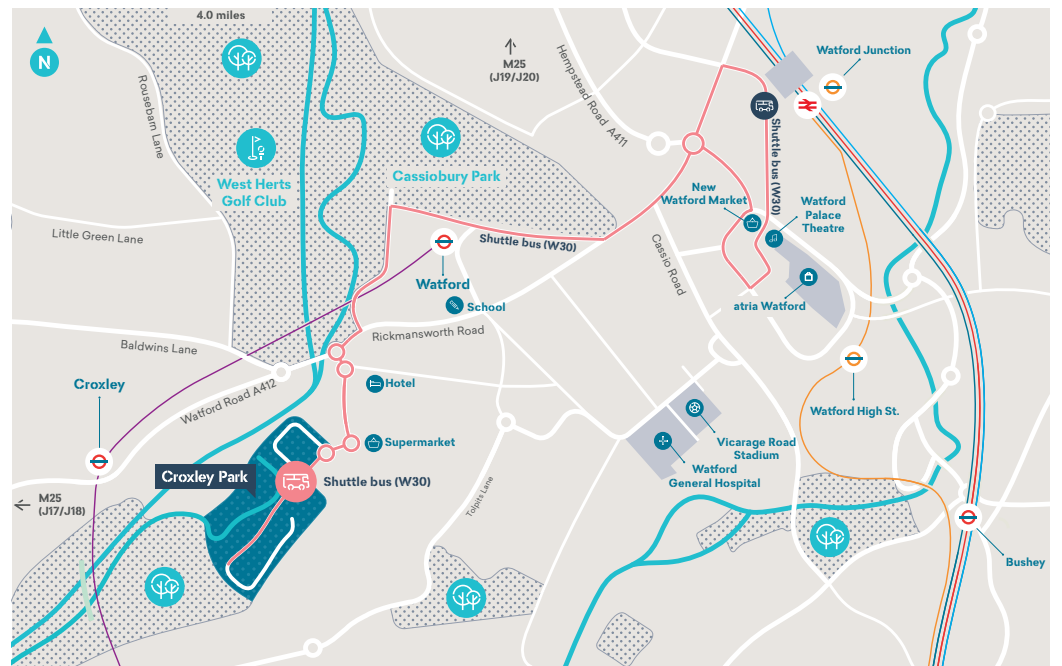 4.0 miles
N
M25
(J19/J20)
Hempstead Road A411
Watford Junction
Rousebarn Lane
West Herts
Golf Club
Cassiobury Park
Shuttle bus (W30)
New
Watford Market
Watford
Palace
Theatre
Little Green Lane
Shuttle bus (W30)
Cassio Road
Watford
School
atria Watford
Rickmansworth Road
Baldwins Lane
Croxley
Watford Road A412
Hotel
Watford High St.
Supermarket
Vicarage Road
Stadium
Watford
General Hospital
Croxley Park
Shuttle bus (W30)
Tolpits Lane
M25
(J17/J18)
Bushey